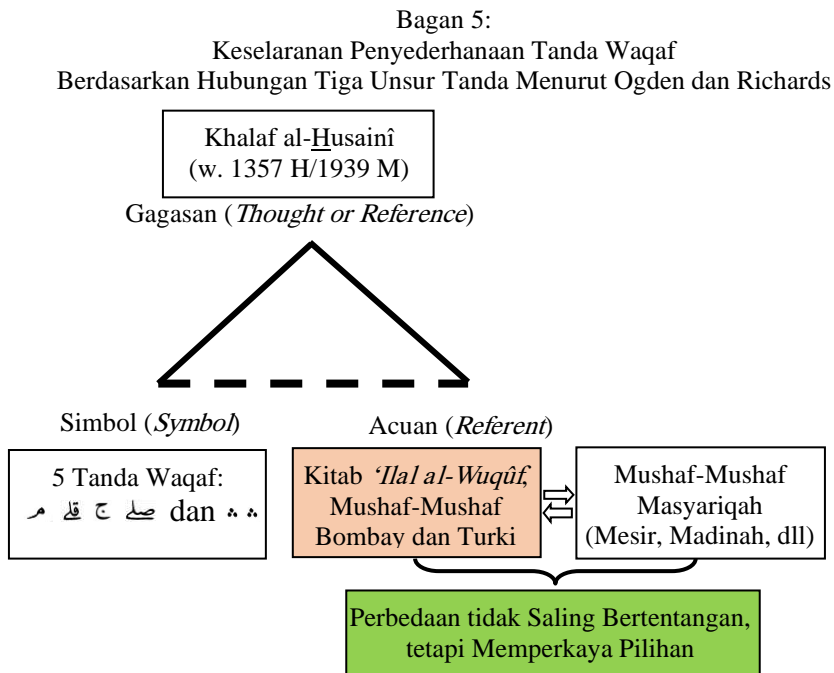 Bagan 5:
Keselaranan Penyederhanaan Tanda Waqaf
Berdasarkan Hubungan Tiga Unsur Tanda Menurut Ogden dan Richards
Khalaf al-Husainî
(w. 1357 H/1939 M)
Gagasan (Thought or Reference)
Simbol (Symbol)
5 Tanda Waqaf:
صلے ج قلے م dan ∴ ∴
Acuan (Referent)
Kitab ‘Ilal al-Wuqûf,
Mushaf-Mushaf
Bombay dan Turki
Mushaf-Mushaf
Masyariqah
(Mesir, Madinah, dll)
Perbedaan tidak Saling Bertentangan,
tetapi Memperkaya Pilihan